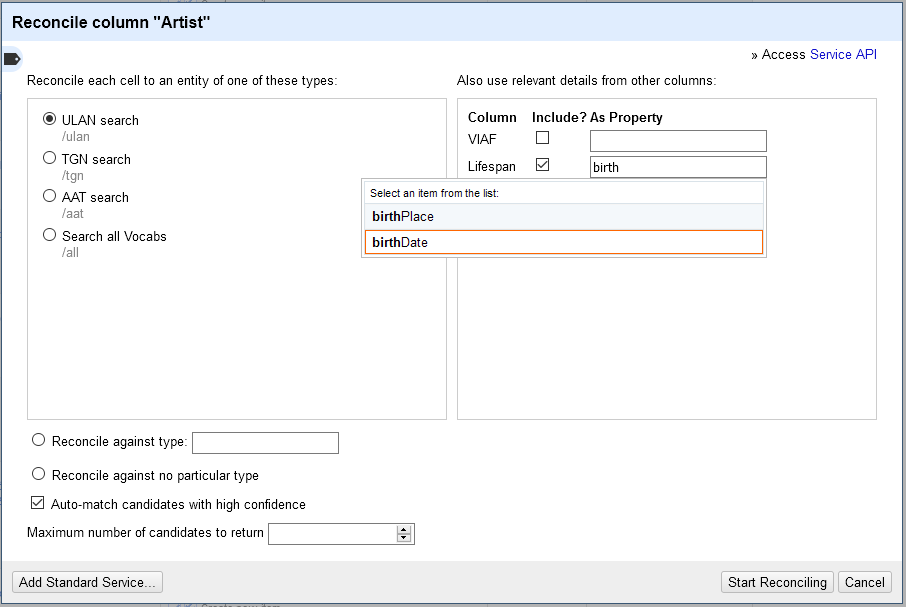 Reconcile column "Artist"
» Access Service API
Reconcile each cell to an entity of one of these types:
Also use relevant details from other columns:
ULAN search
/ulan
TGN search
/tgn
AAT search
/aat
Search all Vocabs
/all
Column Include? As Property
VIAF
Lifespan birth
Select an item from the list:
birthPlace
birthDate
Reconcile against type:
Reconcile against no particular type
Auto-match candidates with high confidence
Maximum number of candidates to return
Add Standard Service... Start Reconciling Cancel